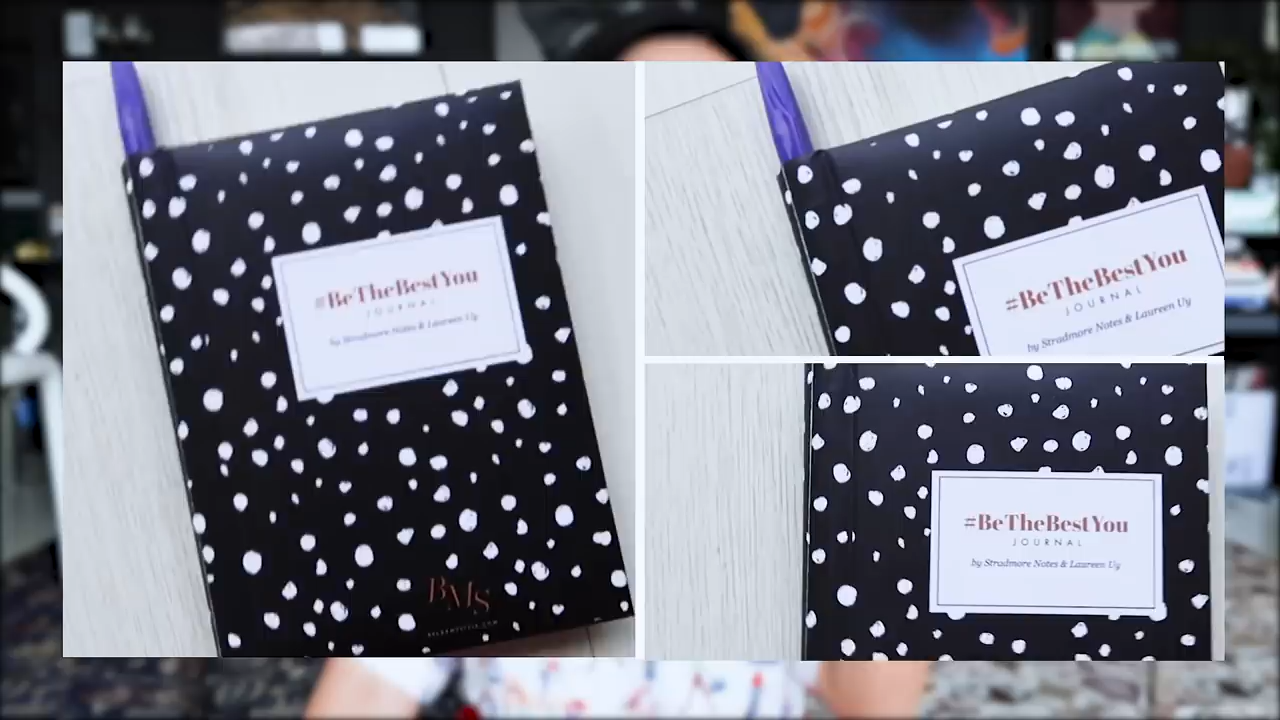 #BeTheBestYou
JOURNAL
by Stradmore Notes & Laureen Uy
BMS
#BeTheBestYou
JOURNAL
by Stradmore Notes & Laureen Uy
#BeTheBestYou
JOURNAL
by Stradmore Notes & Laureen Uy